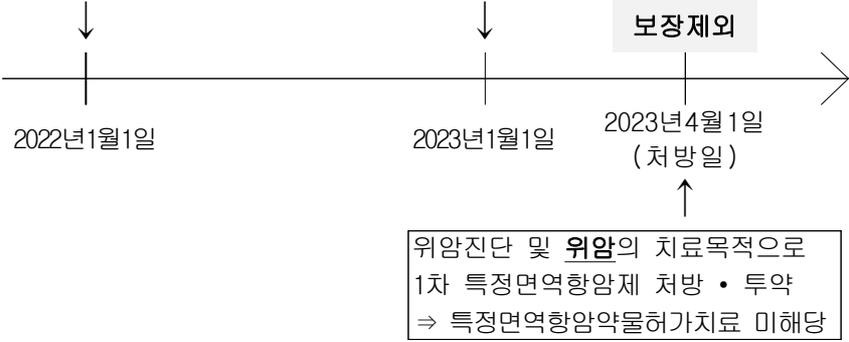 보장제외
2022년1월1일
2023년1월1일
2023년4월1일
(처방일)
위암진단 및 위암의 치료목적으로
1차 특정면역항암제 처방 • 투약
⇒ 특정면역항암약물허가치료 미해당